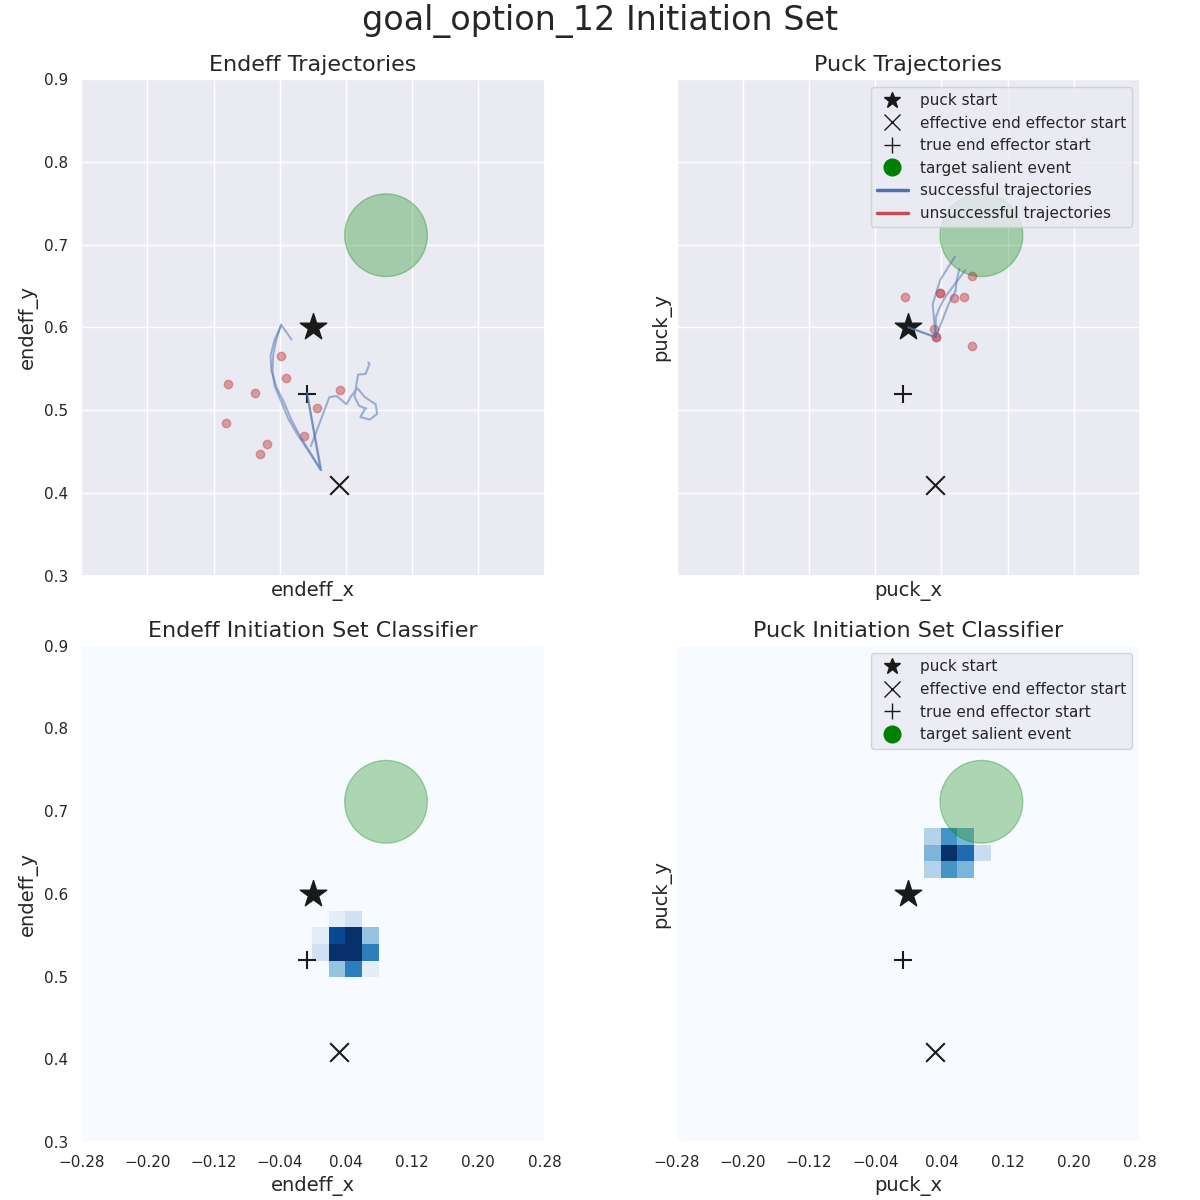 goal_option_12 Initiation Set
Endeff Trajectories
Puck Trajectories
0.9
0.8
0.7
0.6
0.5
0.4
0.3
endeff_y
endeff_x
puck_y
puck_x
puck start
effective end effector start
true end effector start
target salient event
successful trajectories
unsuccessful trajectories
Endeff Initiation Set Classifier
Puck Initiation Set Classifier
0.9
0.8
0.7
0.6
0.5
0.4
0.3
endeff_y
−0.28 −0.20 −0.12 −0.04 0.04 0.12 0.20 0.28
endeff_x
puck_y
puck start
effective end effector start
true end effector start
target salient event
−0.28 −0.20 −0.12 −0.04 0.04 0.12 0.20 0.28
puck_x